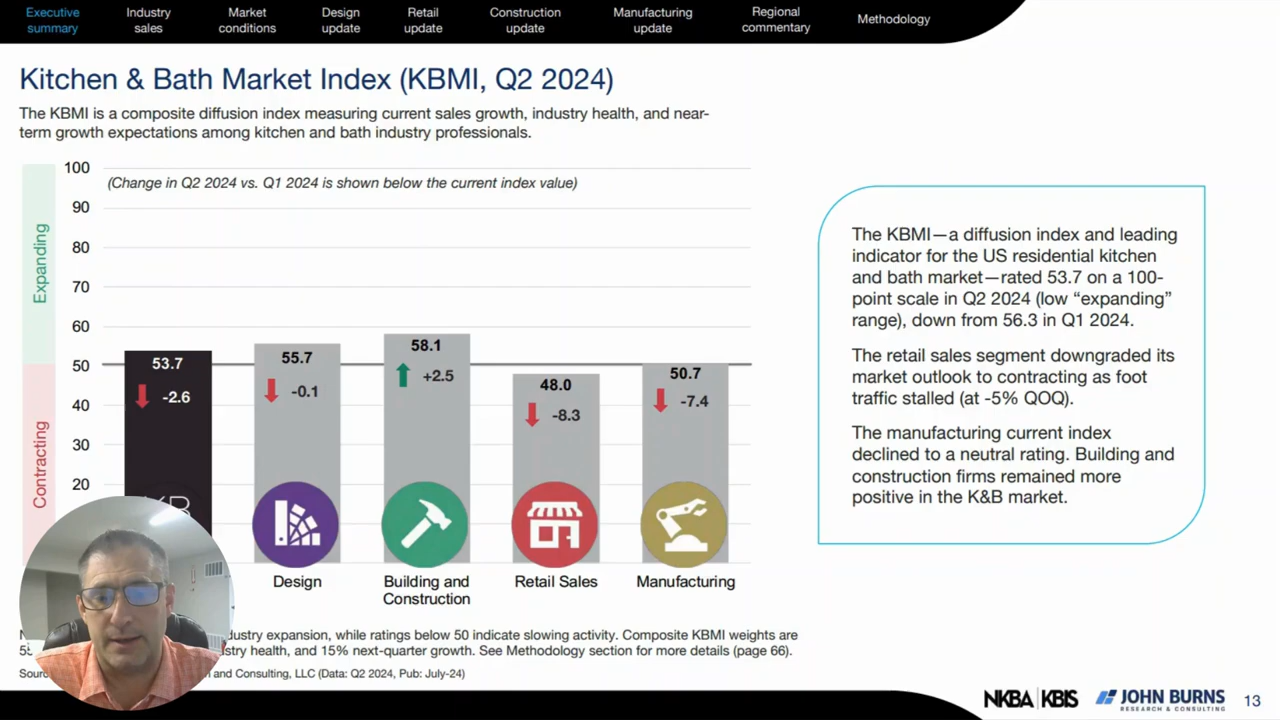 Executive summary
Industry sales
Market conditions
Design update
Retail update
Construction update
Manufacturing update
Regional commentary
Methodology
Kitchen & Bath Market Index (KBMI, Q2 2024)
The KBMI is a composite diffusion index measuring current sales growth, industry health, and near-
term growth expectations among kitchen and bath industry professionals.
(Change in Q2 2024 vs. Q1 2024 is shown below the current index value)
Expanding
Contracting
100
90
80
70
60
50
40
30
20
53.7
-2.6
55.7
-0.1
58.1
+2.5
48.0
-8.3
50.7
-7.4
Design
Building and
Construction
Retail Sales
Manufacturing
The KBMI—a diffusion index and leading
indicator for the US residential kitchen
and bath market—rated 53.7 on a 100-
point scale in Q2 2024 (low “expanding”
range), down from 56.3 in Q1 2024.
The retail sales segment downgraded its
market outlook to contracting as foot
traffic stalled (at -5% QOQ).
The manufacturing current index
declined to a neutral rating. Building and
construction firms remained more
positive in the K&B market.
expansion, while ratings below 50 indicate slowing activity. Composite KBMI weights are
health, and 15% next-quarter growth. See Methodology section for more details (page 66).
and Consulting, LLC (Data: Q2 2024, Pub: July-24)
NKBA | KBIS
JOHN BURNS
RESEARCH & CONSULTING
13